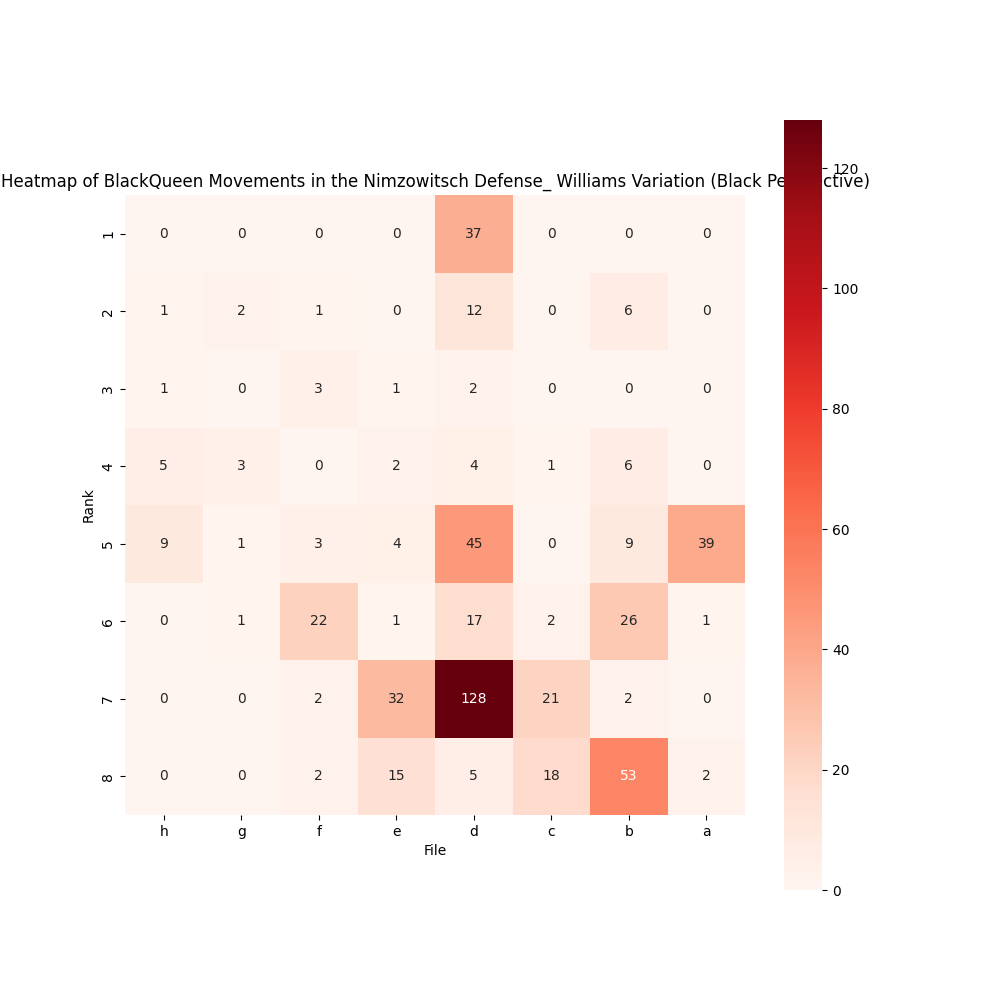 Heatmap of BlackQueen Movements in the Nimzowitsch Defense_ Williams Variation (Black Pe ctive)
120
1 0 0 0 0 37 0 0 0
100
2 1 2 1 0 12 0 6 0
3 1 0 3 1 2 0 0 0
80
4 5 3 0 2 4 1 6 0
Rank
60
5 9 1 3 4 45 0 9 39
6 0 1 22 1 17 2 26 1
40
7 0 0 2 32 128 21 2 0
20
8 0 0 2 15 5 18 53 2
h g f e d c b a
File
0